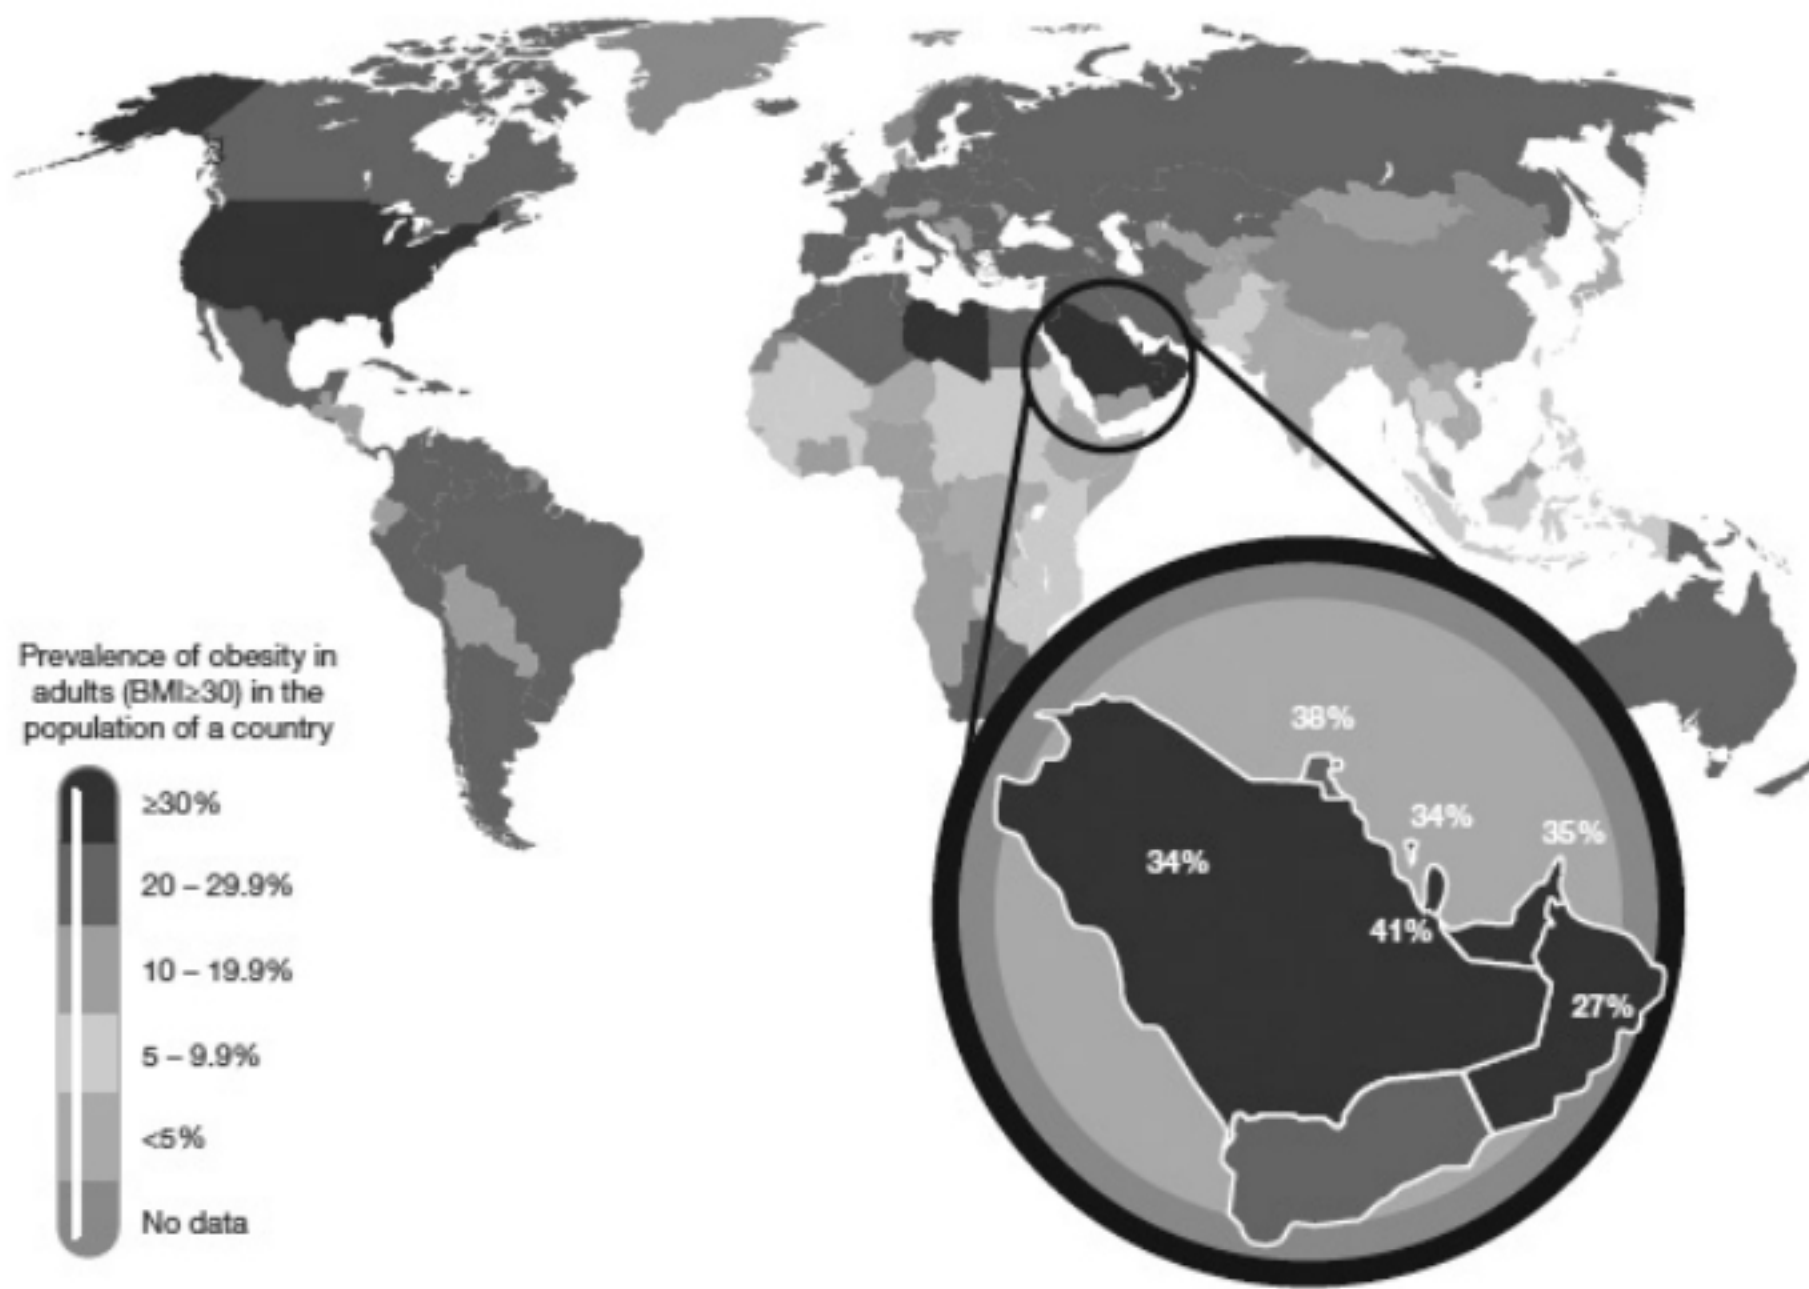 Prevalence of obesity in
adults (BMI≥30) in the
population of a country
≥30%
20 – 29.9%
10 – 19.9%
5 – 9.9%
<5%
No data
38%
34%
35%
34%
41%
27%